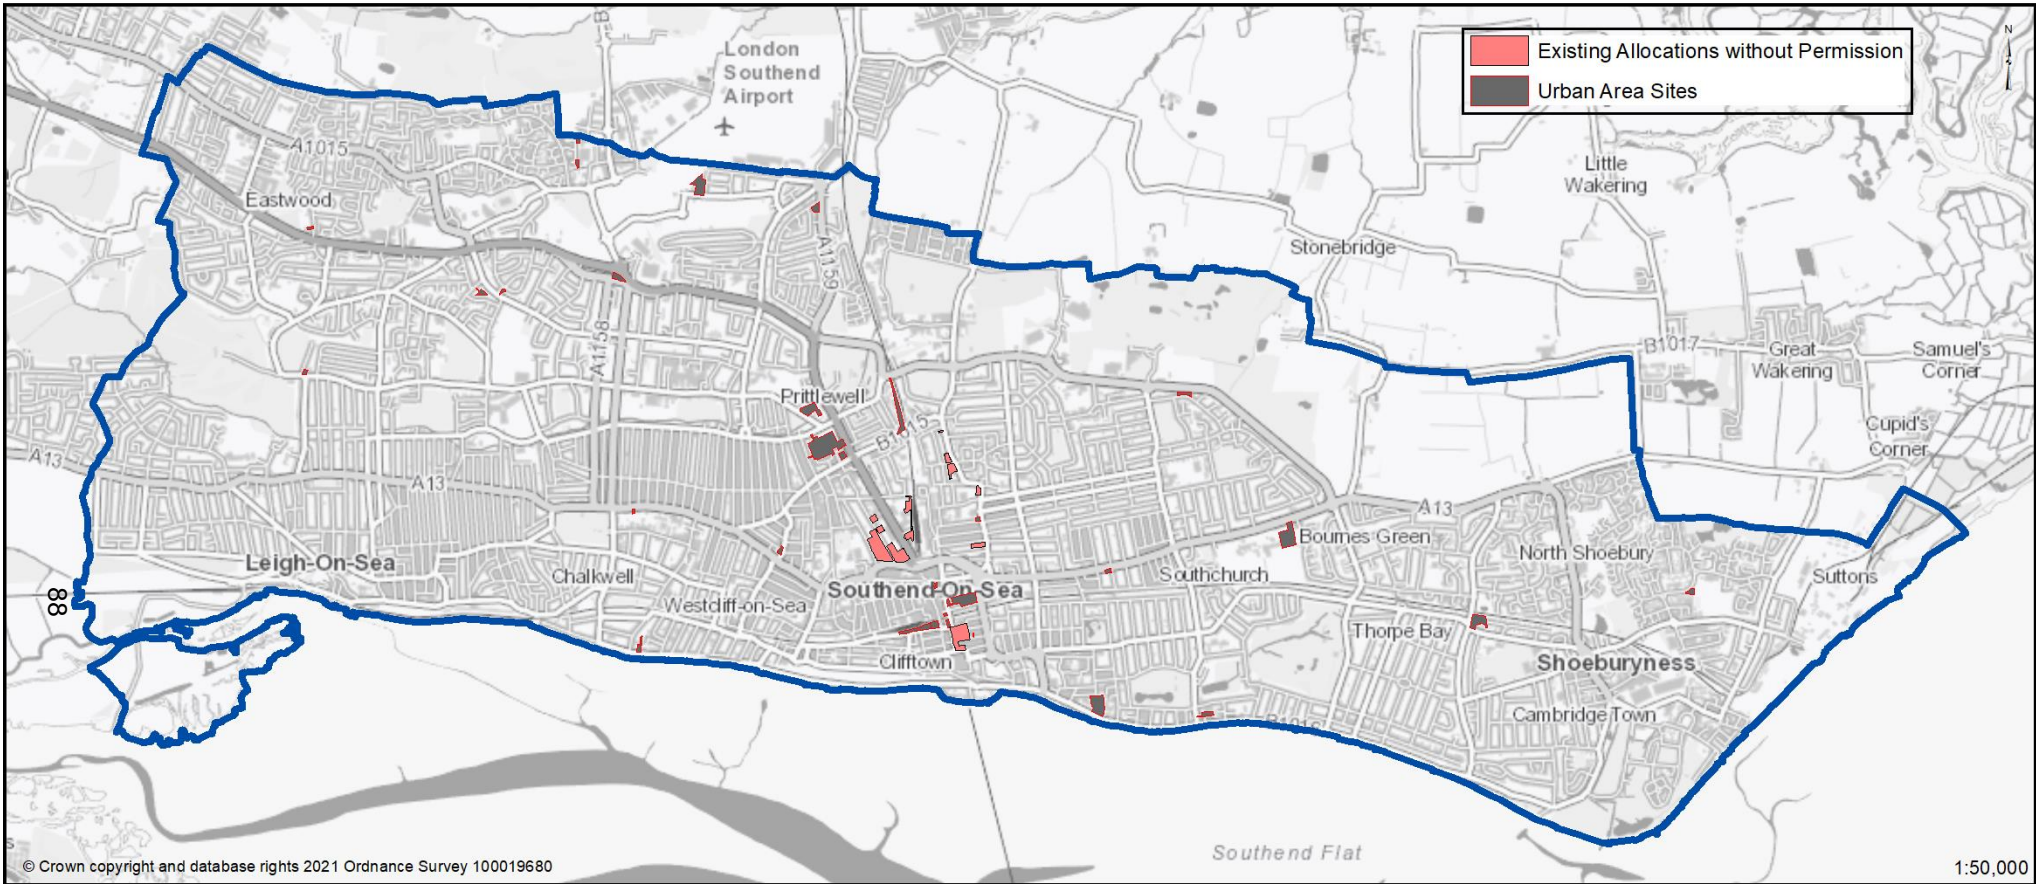 Existing Allocations without Permission
Urban Area Sites
N
London
Southend
Airport
A1015
Eastwood
A1159
Little
Wakering
Stonebridge
A1158
B1017
Great
Wakering
Samuel's
Corner
Prittlewell
B1015
Cupid's
Corner
A13
A13
A13
Bournes Green
North Shoebury
Leigh-On-Sea
Chalkwell
Southchurch
Suttons
88
Southend-On-Sea
Westcliff-on-Sea
Thorpe Bay
Clifftown
Shoeburyness
Cambridge Town
Southend Flat
© Crown copyright and database rights 2021 Ordnance Survey 100019680
1:50,000